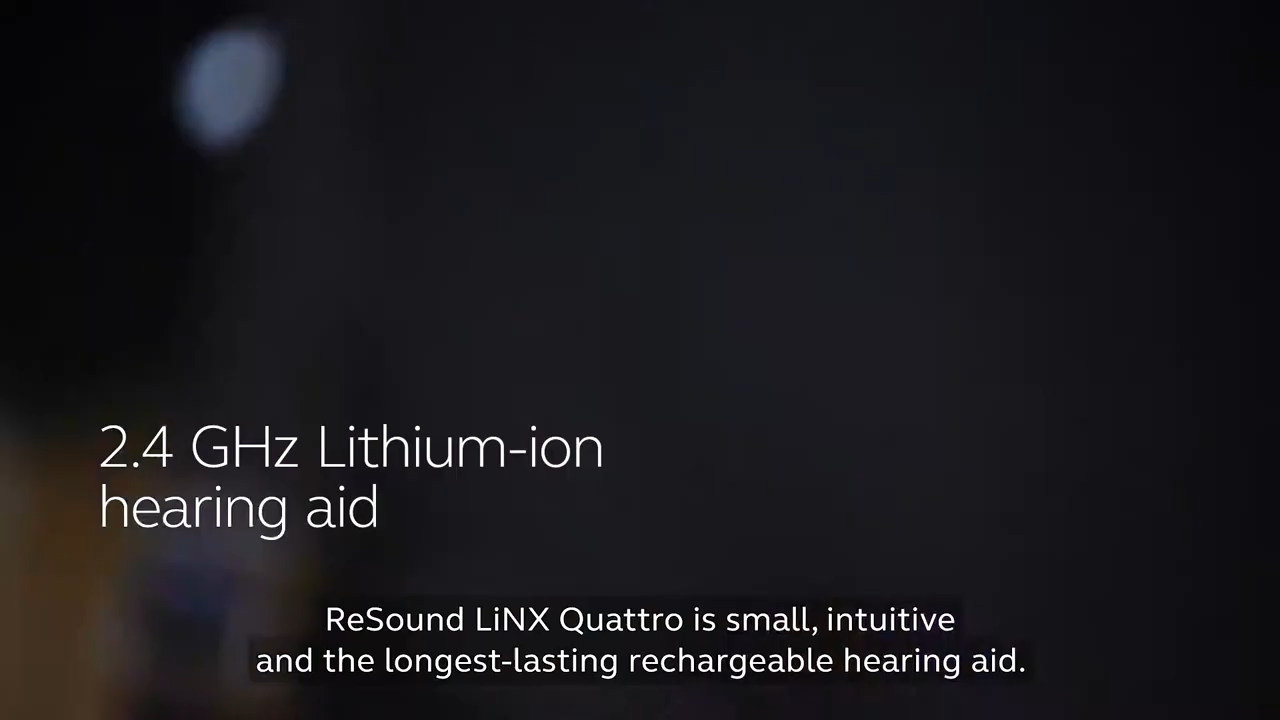 2.4 GHz Lithium-ion
hearing aid
ReSound LiNX Quattro is small, intuitive
and the longest-lasting rechargeable hearing aid.